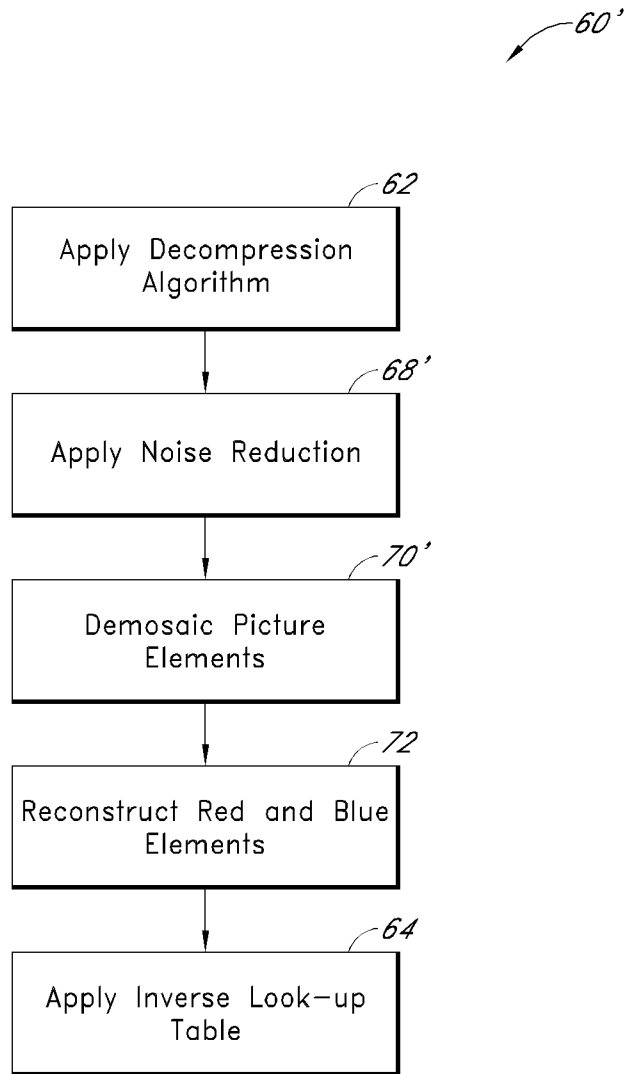 60'
62
Apply Decompression
Algorithm
68'
Apply Noise Reduction
70'
Demosaic Picture
Elements
72
Reconstruct Red and Blue
Elements
64
Apply Inverse Look-up
Table